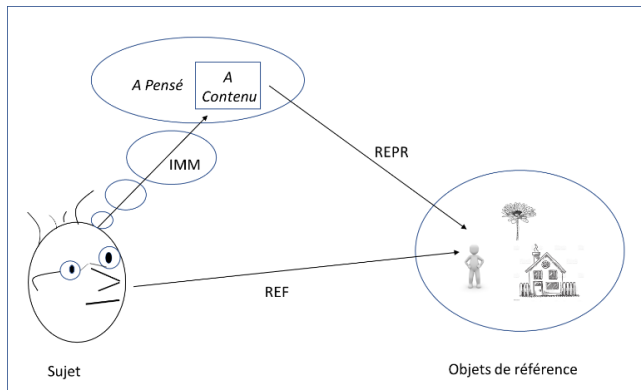 A Pensé
A
Contenu
IMM
REPR
REF
Sujet
Objets de référence